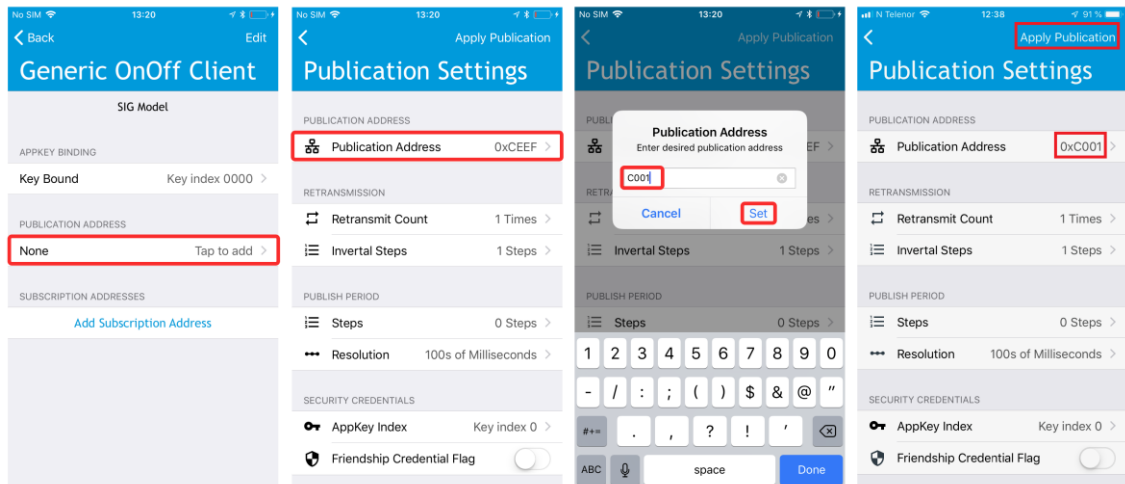 No SIM 13:20
Back Edit
Generic OnOff Client
SIG Model
APPKEY BINDING
Key Bound Key index 0000
PUBLICATION ADDRESS
None Tap to add
SUBSCRIPTION ADDRESSES
Add Subscription Address
No SIM 13:20
Apply Publication
Publication Settings
PUBLICATION ADDRESS
Publication Address 0xCEEF
RETRANSMISSION
Retransmit Count 1 Times
Invertal Steps 1 Steps
PUBLISH PERIOD
Steps 0 Steps
Resolution 100s of Milliseconds
SECURITY CREDENTIALS
AppKey Index Key index 0
Friendship Credential Flag
No SIM 13:20
Apply Publication
Publication Settings
PUBLI
Publication Address
Enter desired publication address
EF
C001
RETRA
Cancel Set
es
Invertal Steps 1 Steps
PUBLISH PERIOD
Steps 0 Steps
1 2 3 4 5 6 7 8 9 0
- / : ; ( ) $ & @ "
#+= . , ? ! '
ABC space Done
N Telenor 12:38 91 %
Apply Publication
Publication Settings
PUBLICATION ADDRESS
Publication Address 0xC001
RETRANSMISSION
Retransmit Count 1 Times
Invertal Steps 1 Steps
PUBLISH PERIOD
Steps 0 Steps
Resolution 100s of Milliseconds
SECURITY CREDENTIALS
AppKey Index Key index 0
Friendship Credential Flag